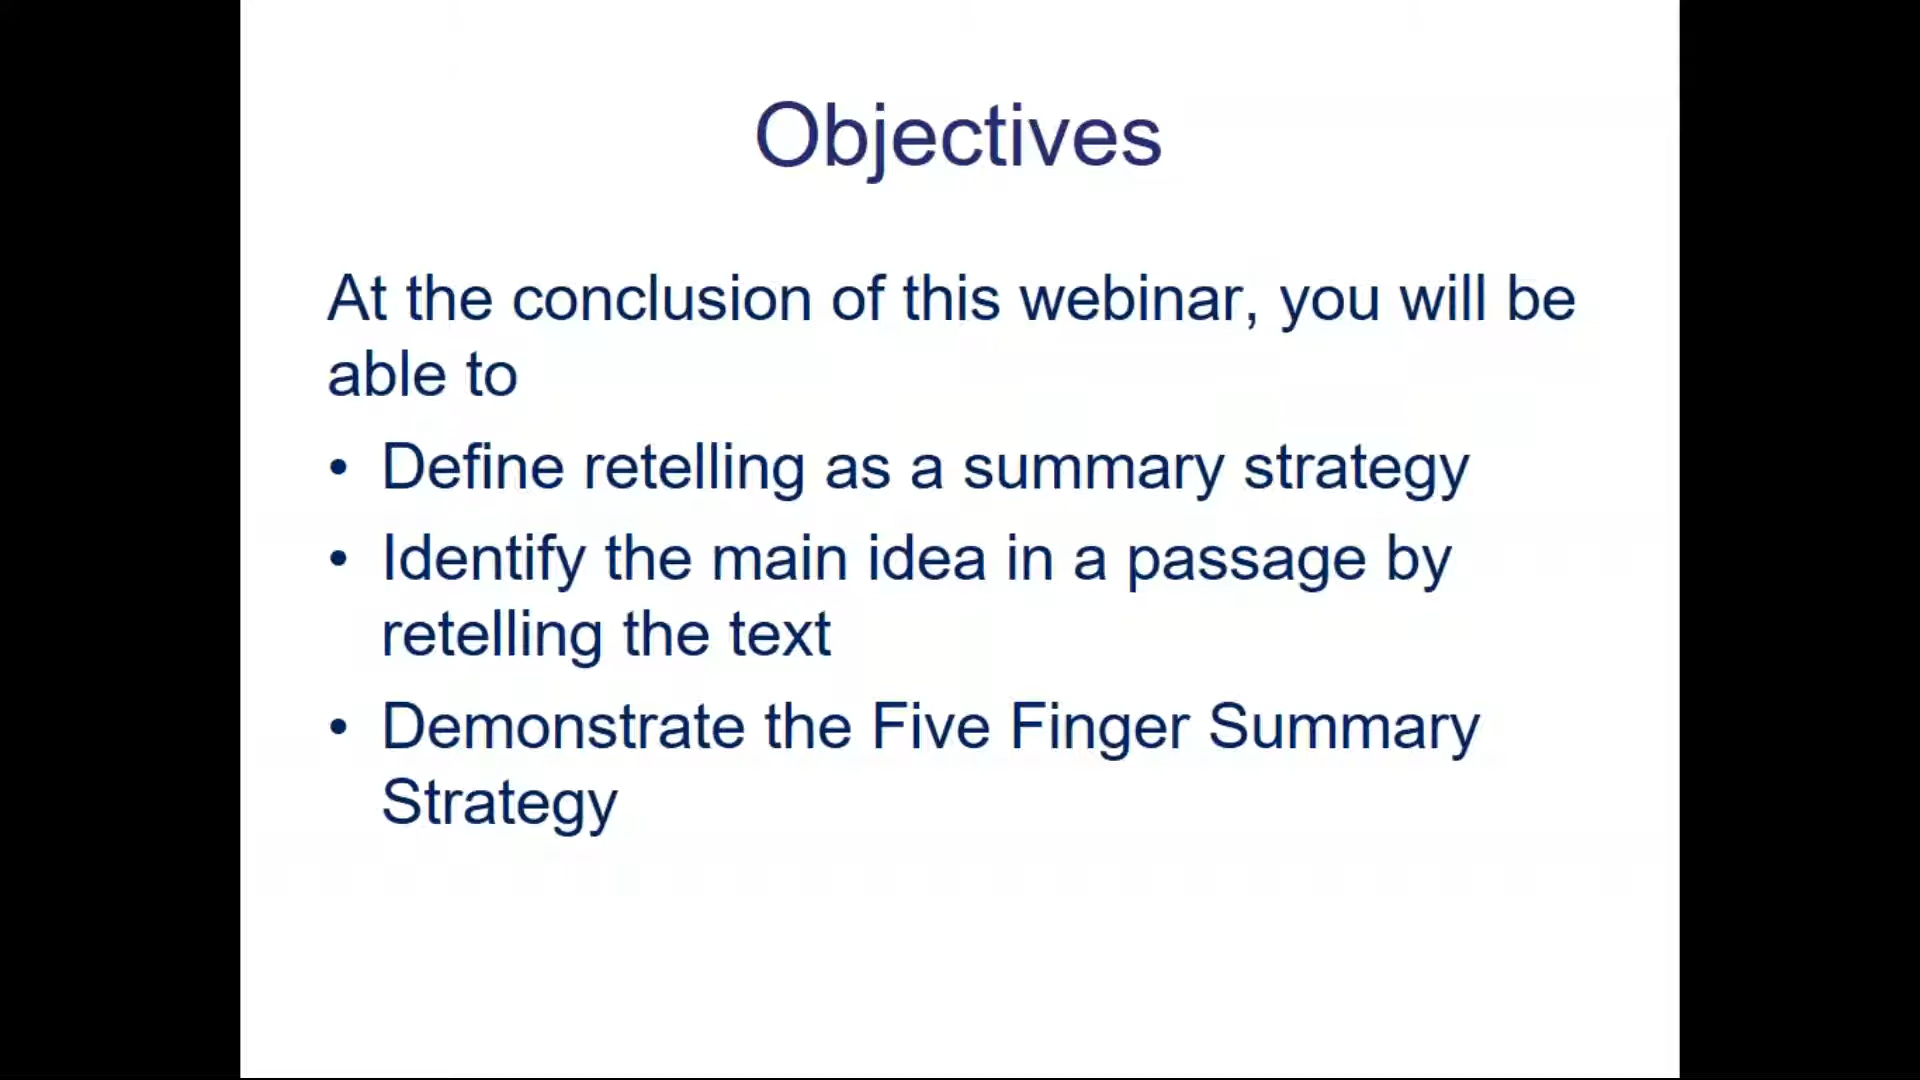 Objectives
At the conclusion of this webinar, you will be
able to
• Define retelling as a summary strategy
• Identify the main idea in a passage by
retelling the text
• Demonstrate the Five Finger Summary
Strategy